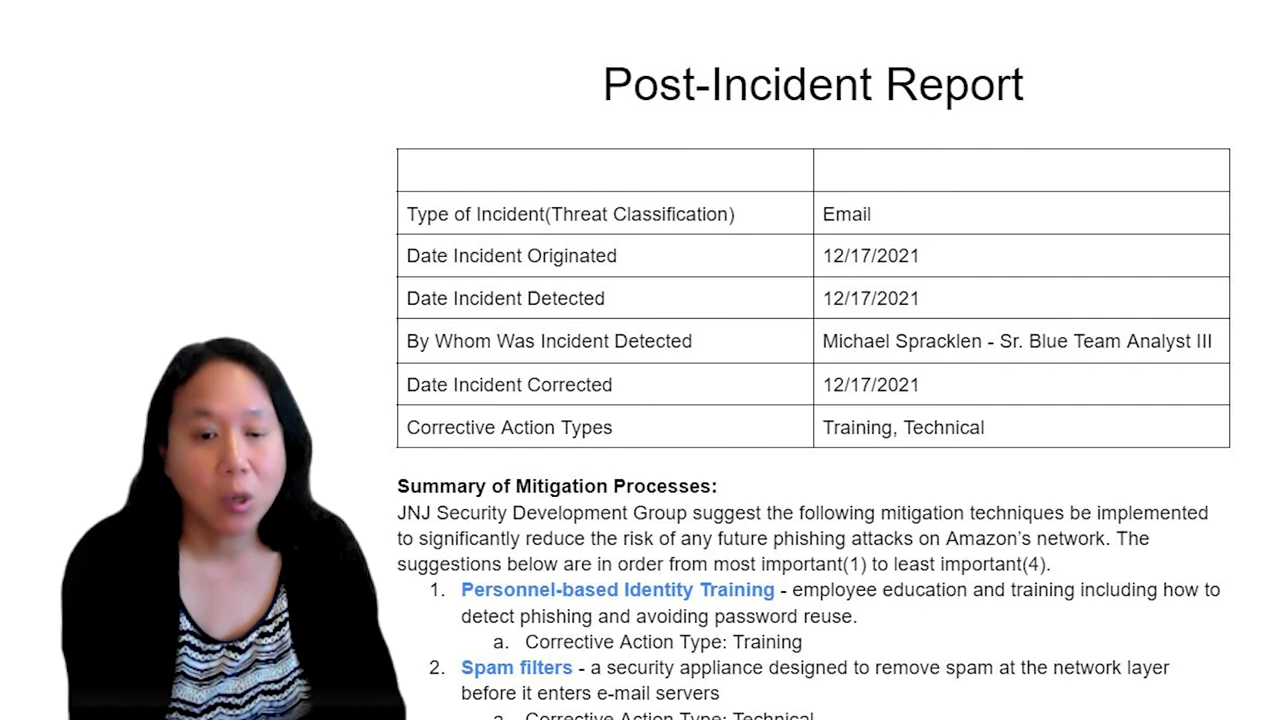 Post-Incident Report
Type of Incident(Threat Classification) Email
Date Incident Originated 12/17/2021
Date Incident Detected 12/17/2021
By Whom Was Incident Detected Michael Spracklen - Sr. Blue Team Analyst III
Date Incident Corrected 12/17/2021
Corrective Action Types Training, Technical
Summary of Mitigation Processes:
JNJ Security Development Group suggest the following mitigation techniques be implemented
to significantly reduce the risk of any future phishing attacks on Amazon’s network. The
suggestions below are in order from most important(1) to least important(4).
1. Personnel-based Identity Training - employee education and training including how to
detect phishing and avoiding password reuse.
a. Corrective Action Type: Training
2. Spam filters - a security appliance designed to remove spam at the network layer
before it enters e-mail servers
a. Corrective Action Type: Technical